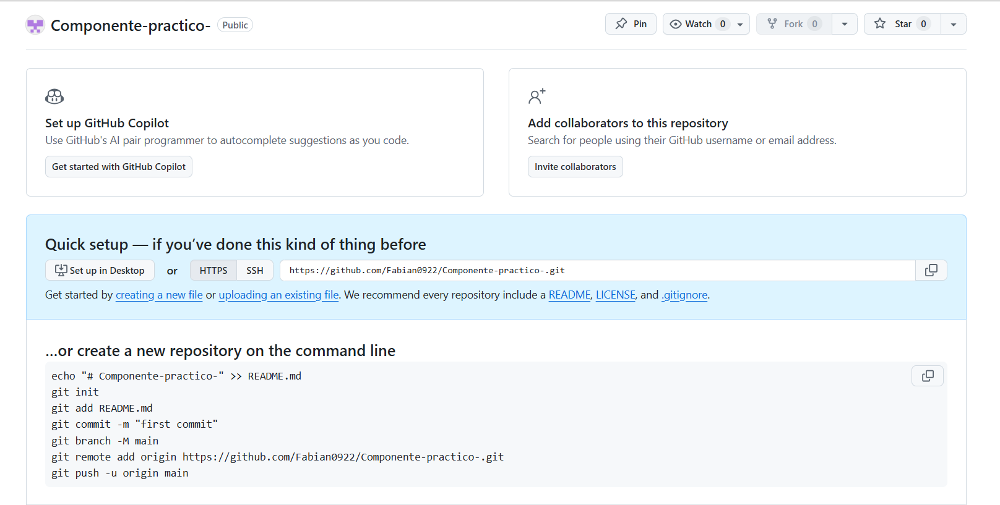 Componente-practico- Public Pin Watch 0 Fork 0 Star 0
Set up GitHub Copilot
Use GitHub's AI pair programmer to autocomplete suggestions as you code.
Get started with GitHub Copilot
Add collaborators to this repository
Search for people using their GitHub username or email address.
Invite collaborators
Quick setup — if you’ve done this kind of thing before
Set up in Desktop or HTTPS SSH https://github.com/Fabian0922/Componente-practico-.git
Get started by creating a new file or uploading an existing file. We recommend every repository include a README, LICENSE, and .gitignore.
…or create a new repository on the command line
echo "# Componente-practico-" >> README.md
git init
git add README.md
git commit -m "first commit"
git branch -M main
git remote add origin https://github.com/Fabian0922/Componente-practico-.git
git push -u origin main